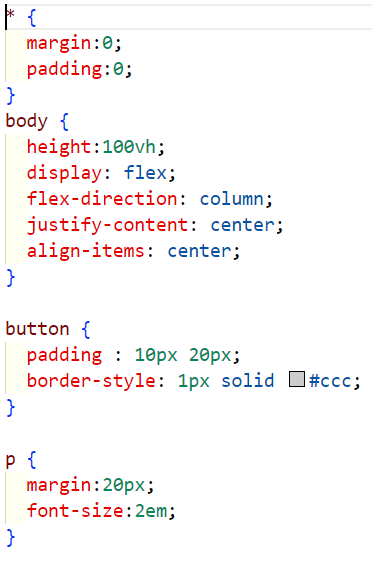 * {
  margin:0;
  padding:0;
}
body {
  height:100vh;
  display: flex;
  flex-direction: column;
  justify-content: center;
  align-items: center;
}

button {
  padding : 10px 20px;
  border-style: 1px solid #ccc;
}

p {
  margin:20px;
  font-size:2em;
}